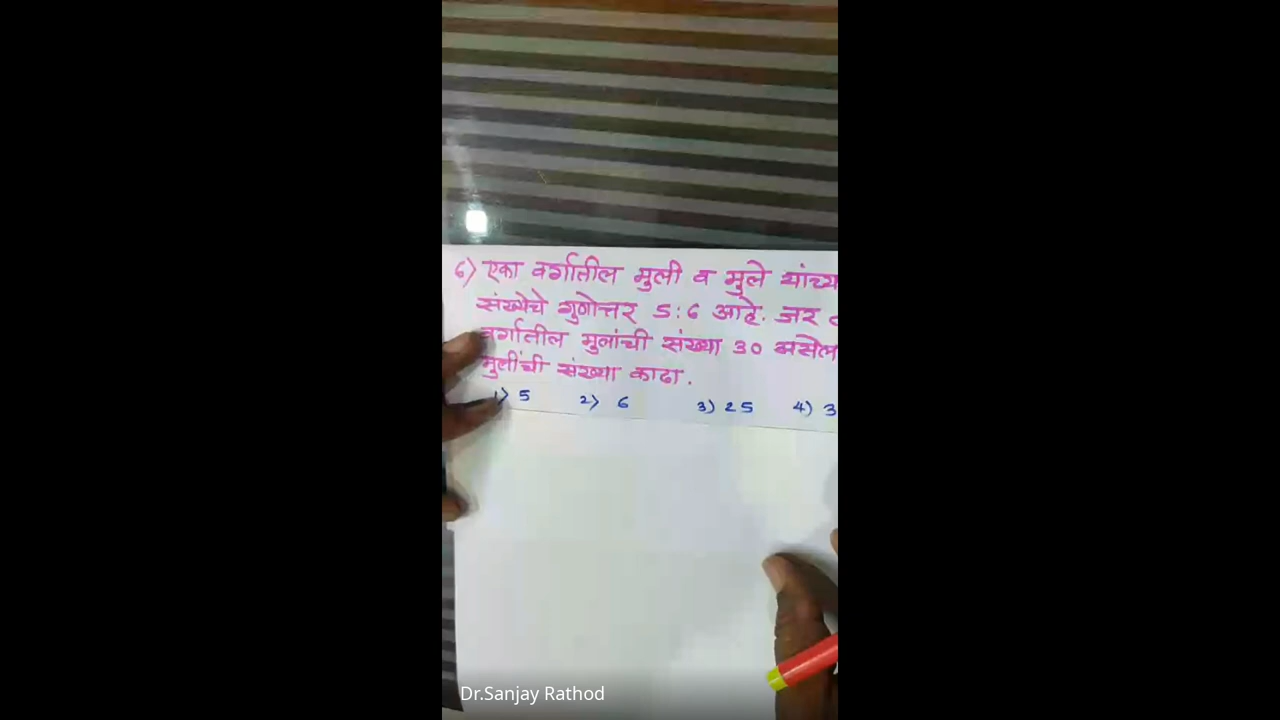 6) एका वर्गातील मुली व मुले यांच्य
संख्येचे गुणोत्तर 5:6 आहे. जर
वर्गातील मुलांची संख्या 30 असेल
मुलींची संख्या काढा.
1) 5 2) 6 3) 25 4) 3
Dr.Sanjay Rathod